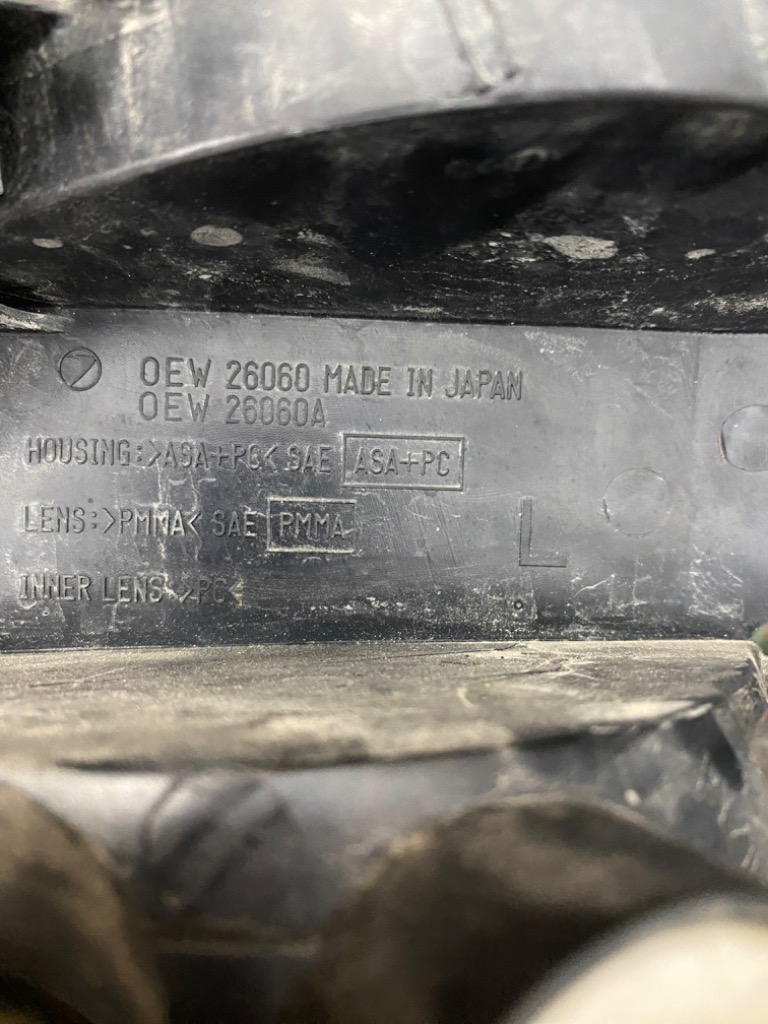 7 OEW 26060 MADE IN JAPAN
OEW 26060A
HOUSING:>ASA+PC< SAE ASA+PC
LENS:>PMMA< SAE PMMA
L
INNER LENS:>PC<